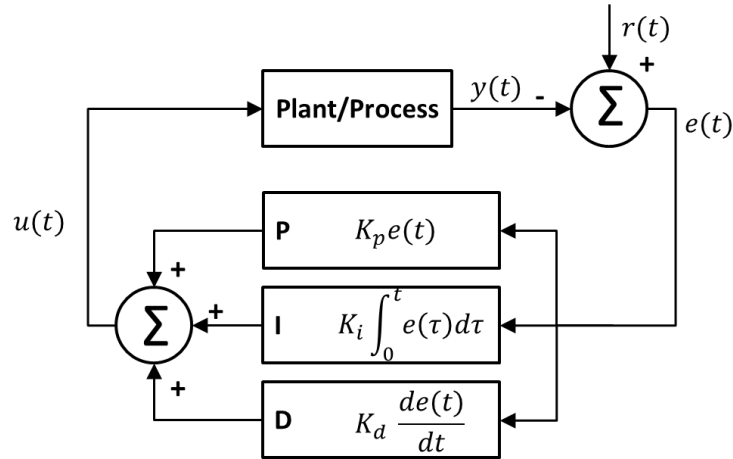 r(t)
+
Plant/Process
y(t)
-
Σ
e(t)
u(t)
P K_p e(t)
+
Σ
+
I K_i ∫_0^t e(τ)dτ
+
D K_d de(t)/dt